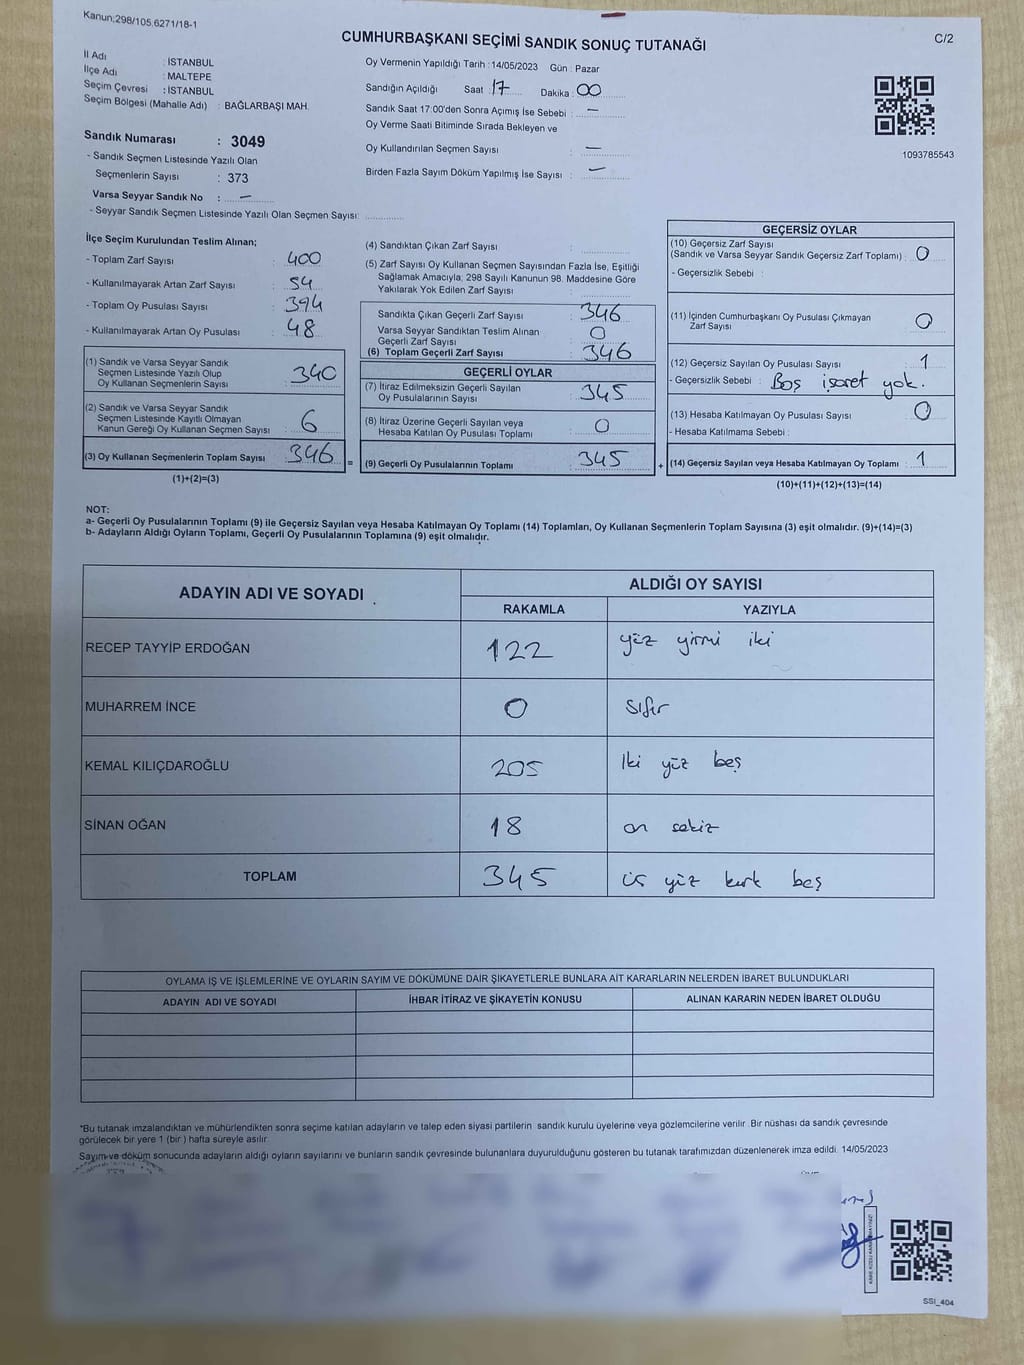 Kanun:298/105,6271/18-1
C/2
CUMHURBAŞKANI SEÇİMİ SANDIK SONUÇ TUTANAĞI
İl Adı : İSTANBUL
İlçe Adı : MALTEPE
Seçim Çevresi : İSTANBUL
Seçim Bölgesi (Mahalle Adı) : BAĞLARBAŞI MAH.
Sandık Numarası : 3049
- Sandık Seçmen Listesinde Yazılı Olan
Seçmenlerin Sayısı : 373
Varsa Seyyar Sandık No : —
- Seyyar Sandık Seçmen Listesinde Yazılı Olan Seçmen Sayısı:
Oy Vermenin Yapıldığı Tarih : 14/05/2023 Gün : Pazar
Sandığın Açıldığı Saat : 17 Dakika : 00
Sandık Saat 17:00'den Sonra Açımış İse Sebebi : —
Oy Verme Saati Bitiminde Sırada Bekleyen ve
Oy Kullandırılan Seçmen Sayısı : —
Birden Fazla Sayım Döküm Yapılmış İse Sayısı : —
1093785543
İlçe Seçim Kurulundan Teslim Alınan;
- Toplam Zarf Sayısı : 400
- Kullanılmayarak Artan Zarf Sayısı : 54
- Toplam Oy Pusulası Sayısı : 394
- Kullanılmayarak Artan Oy Pusulası : 48
(1) Sandık ve Varsa Seyyar Sandık
Seçmen Listesinde Yazılı Olup
Oy Kullanan Seçmenlerin Sayısı : 340
(2) Sandık ve Varsa Seyyar Sandık
Seçmen Listesinde Kayıtlı Olmayan
Kanun Gereği Oy Kullanan Seçmen Sayısı : 6
(3) Oy Kullanan Seçmenlerin Toplam Sayısı : 346
(1)+(2)=(3)
(4) Sandıktan Çıkan Zarf Sayısı :
(5) Zarf Sayısı Oy Kullanan Seçmen Sayısından Fazla İse, Eşitliği
Sağlamak Amacıyla; 298 Sayılı Kanunun 98. Maddesine Göre
Yakılarak Yok Edilen Zarf Sayısı :
Sandıkta Çıkan Geçerli Zarf Sayısı : 346
Varsa Seyyar Sandıktan Teslim Alınan
Geçerli Zarf Sayısı : 0
(6) Toplam Geçerli Zarf Sayısı : 346
GEÇERLİ OYLAR
(7) İtiraz Edilmeksizin Geçerli Sayılan
Oy Pusulalarının Sayısı : 345
(8) İtiraz Üzerine Geçerli Sayılan veya
Hesaba Katılan Oy Pusulası Toplamı : 0
= (9) Geçerli Oy Pusulalarının Toplamı : 345
GEÇERSİZ OYLAR
(10) Geçersiz Zarf Sayısı
(Sandık ve Varsa Seyyar Sandık Geçersiz Zarf Toplamı) : 0
- Geçersizlik Sebebi :
(11) İçinden Cumhurbaşkanı Oy Pusulası Çıkmayan
Zarf Sayısı : 0
(12) Geçersiz Sayılan Oy Pusulası Sayısı : 1
- Geçersizlik Sebebi : Boş işaret yok.
(13) Hesaba Katılmayan Oy Pusulası Sayısı : 0
- Hesaba Katılmama Sebebi :
+ (14) Geçersiz Sayılan veya Hesaba Katılmayan Oy Toplamı : 1
(10)+(11)+(12)+(13)=(14)
NOT:
a- Geçerli Oy Pusulalarının Toplamı (9) ile Geçersiz Sayılan veya Hesaba Katılmayan Oy Toplamı (14) Toplamları, Oy Kullanan Seçmenlerin Toplam Sayısına (3) eşit olmalıdır. (9)+(14)=(3)
b- Adayların Aldığı Oyların Toplamı, Geçerli Oy Pusulalarının Toplamına (9) eşit olmalıdır.
ADAYIN ADI VE SOYADI ALDIĞI OY SAYISI
RAKAMLA YAZIYLA
RECEP TAYYİP ERDOĞAN 122 yüz yirmi iki
MUHARREM İNCE 0 sıfır
KEMAL KILIÇDAROĞLU 205 İki yüz beş
SİNAN OĞAN 18 on sekiz
TOPLAM 345 üç yüz kırk beş
OYLAMA İŞ VE İŞLEMLERİNE VE OYLARIN SAYIM VE DÖKÜMÜNE DAİR ŞİKAYETLERLE BUNLARA AİT KARARLARIN NELERDEN İBARET BULUNDUKLARI
ADAYIN ADI VE SOYADI İHBAR İTİRAZ VE ŞİKAYETİN KONUSU ALINAN KARARIN NEDEN İBARET OLDUĞU
*Bu tutanak imzalandıktan ve mühürlendikten sonra seçime katılan adayların ve talep eden siyasi partilerin sandık kurulu üyelerine veya gözlemcilerine verilir. Bir nüshası da sandık çevresinde
görülecek bir yere 1 (bir) hafta süreyle asılır.
Sayım ve döküm sonucunda adayların aldığı oyların sayılarını ve bunların sandık çevresinde bulunanlara duyurulduğunu gösteren bu tutanak tarafımızdan düzenlenerek imza edildi. 14/05/2023
SSI_404